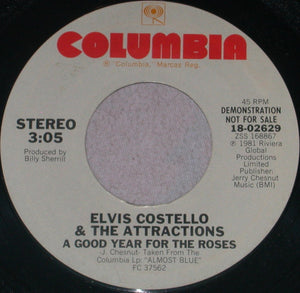 COLUMBIA
® "Columbia", Marcas Reg.
45 RPM
DEMONSTRATION
NOT FOR SALE
18-02629
ZSS 168867
℗ 1981 Riviera
Global
Productions
Limited
Publisher:
Jerry Chesnut
Music (BMI)
STEREO
3:05
Produced by
Billy Sherrill
ELVIS COSTELLO
& THE ATTRACTIONS
A GOOD YEAR FOR THE ROSES
-J. Chesnut- Taken From The
Columbia Lp: "ALMOST BLUE"
FC 37562